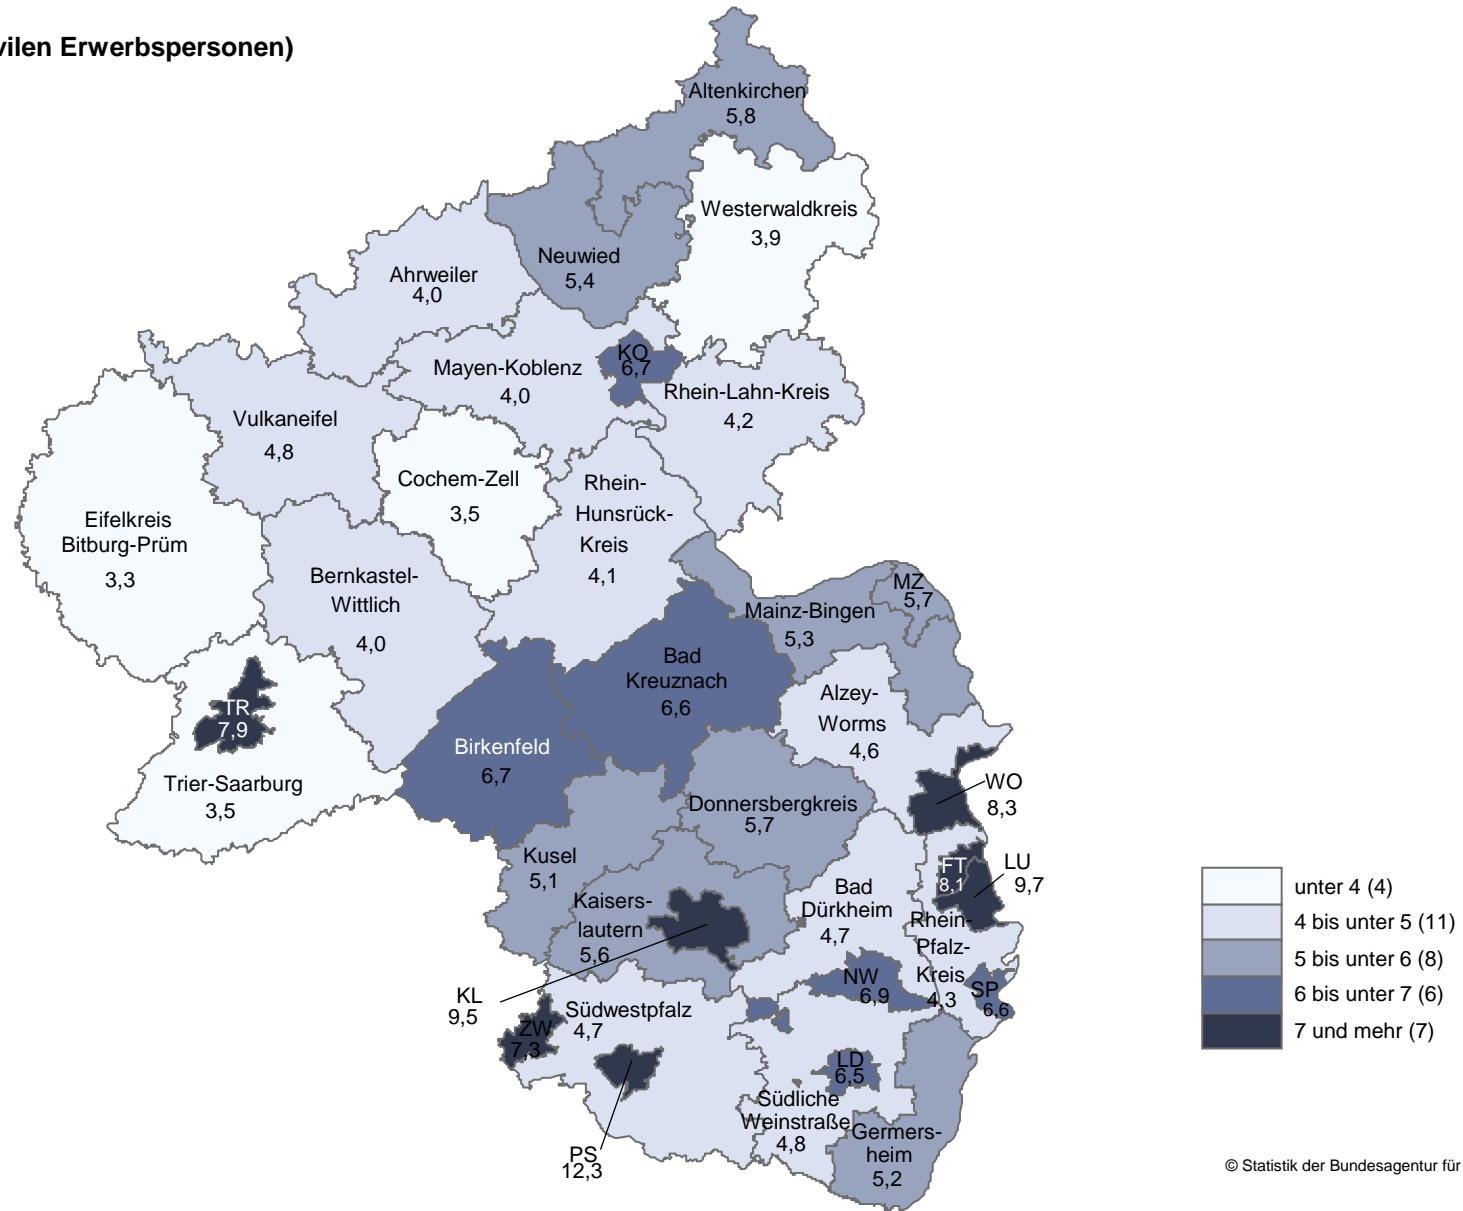 vilen Erwerbspersonen)
Altenkirchen
5,8
Westerwaldkreis
3,9
Neuwied
5,4
Ahrweiler
4,0
KO
6,7
Mayen-Koblenz
4,0
Rhein-Lahn-Kreis
4,2
Vulkaneifel
4,8
Cochem-Zell
3,5
Rhein-
Hunsrück-
Kreis
4,1
Eifelkreis
Bitburg-Prüm
3,3
Bernkastel-
Wittlich
4,0
MZ
5,7
Mainz-Bingen
5,3
Bad
Kreuznach
6,6
Alzey-
Worms
4,6
TR
7,9
Birkenfeld
6,7
Trier-Saarburg
3,5
WO
8,3
Donnersbergkreis
5,7
Kusel
5,1
FT
8,1
LU
9,7
Bad
Dürkheim
4,7
Kaisers-
lautern
5,6
Rhein-
Pfalz-
Kreis
4,3
NW
6,9
SP
6,6
KL
9,5
Südwestpfalz
4,7
ZW
7,3
LD
6,5
Südliche
Weinstraße
4,8
Germers-
heim
5,2
PS
12,3
unter 4 (4)
4 bis unter 5 (11)
5 bis unter 6 (8)
6 bis unter 7 (6)
7 und mehr (7)
© Statistik der Bundesagentur für